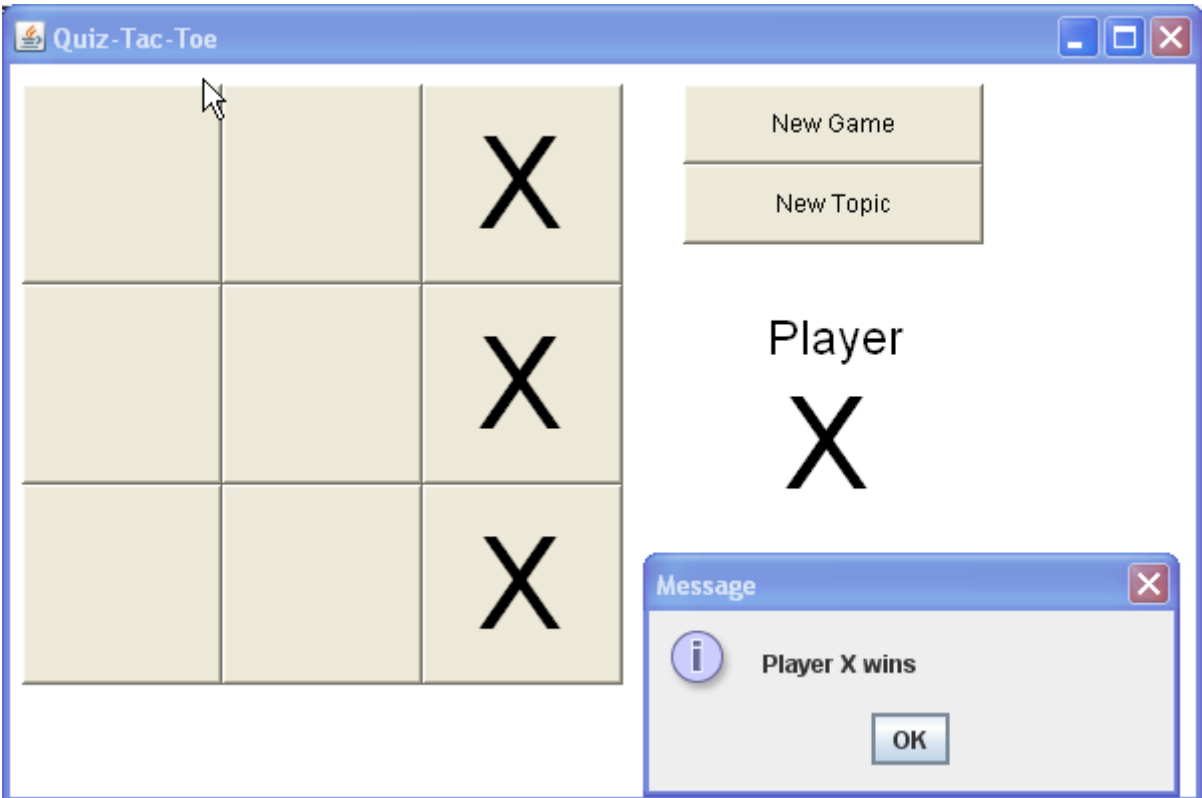 Quiz-Tac-Toe
X
New Game
New Topic
X
Player
X
X
Message
i
Player X wins
OK